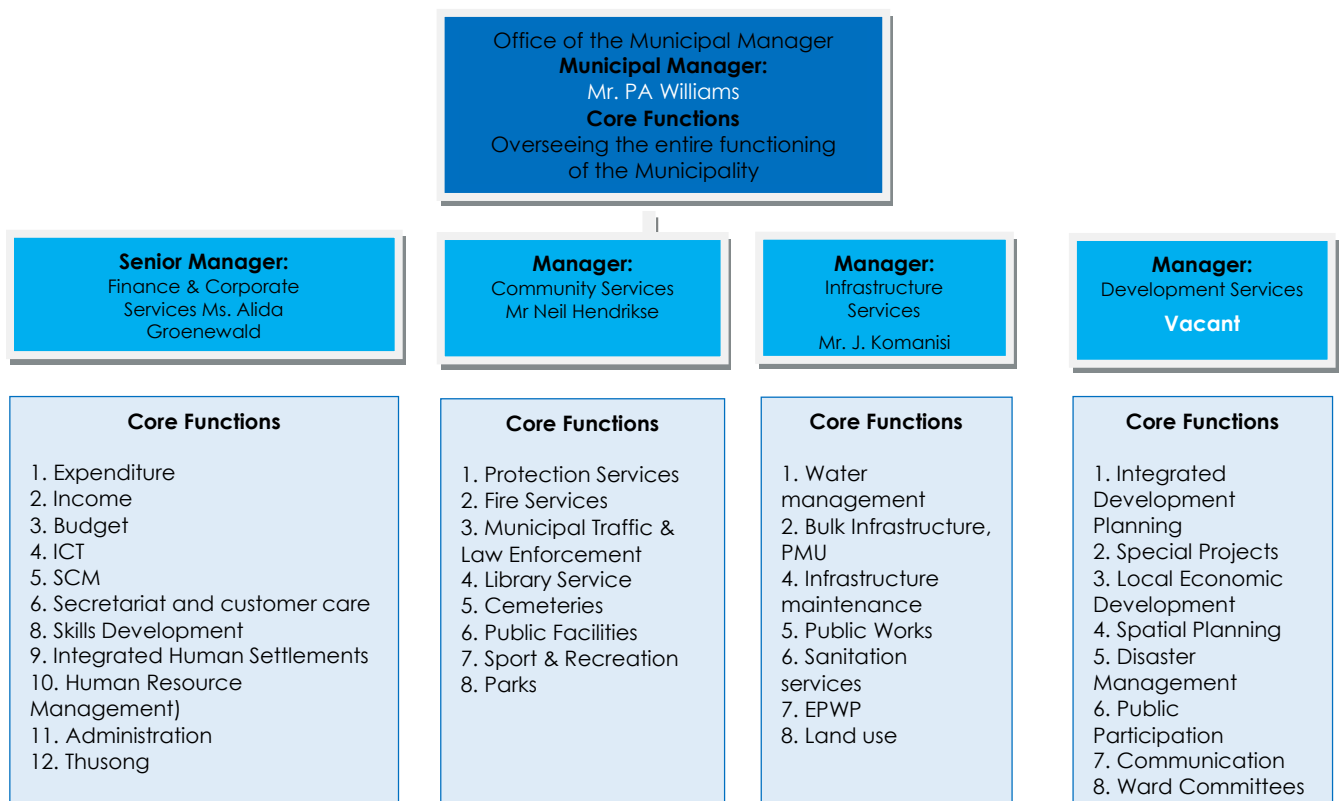 Office of the Municipal Manager
Municipal Manager:
Mr. PA Williams
Core Functions
Overseeing the entire functioning
of the Municipality
Senior Manager:
Finance & Corporate
Services Ms. Alida
Groenewald
Manager:
Community Services
Mr Neil Hendrikse
Manager:
Infrastructure
Services
Mr. J. Komanisi
Manager:
Development Services
Vacant
Core Functions
1. Expenditure
2. Income
3. Budget
4. ICT
5. SCM
6. Secretariat and customer care
8. Skills Development
9. Integrated Human Settlements
10. Human Resource
Management)
11. Administration
12. Thusong
Core Functions
1. Protection Services
2. Fire Services
3. Municipal Traffic &
Law Enforcement
4. Library Service
5. Cemeteries
6. Public Facilities
7. Sport & Recreation
8. Parks
Core Functions
1. Water
management
2. Bulk Infrastructure,
PMU
4. Infrastructure
maintenance
5. Public Works
6. Sanitation
services
7. EPWP
8. Land use
Core Functions
1. Integrated
Development
Planning
2. Special Projects
3. Local Economic
Development
4. Spatial Planning
5. Disaster
Management
6. Public
Participation
7. Communication
8. Ward Committees